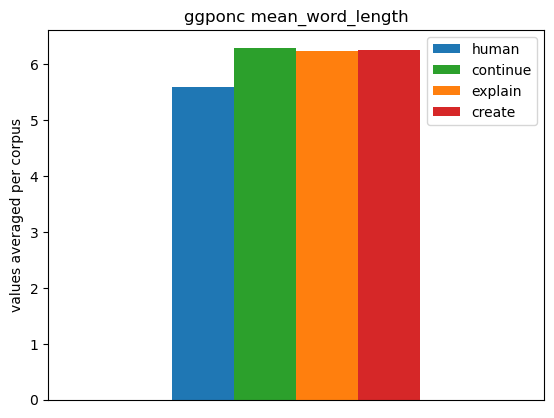 ggponc mean_word_length
values averaged per corpus
6
5
4
3
2
1
0
human
continue
explain
create